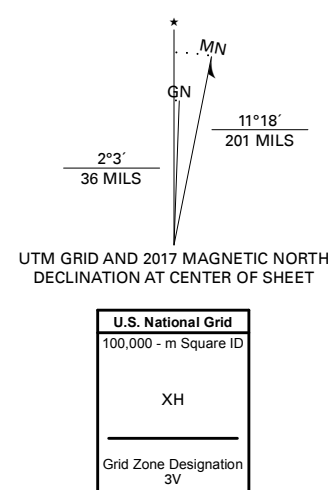 ★
MN
GN
11°18´
201 MILS
2°3´
36 MILS
UTM GRID AND 2017 MAGNETIC NORTH
DECLINATION AT CENTER OF SHEET
U.S. National Grid
100,000 - m Square ID
XH
Grid Zone Designation
3V